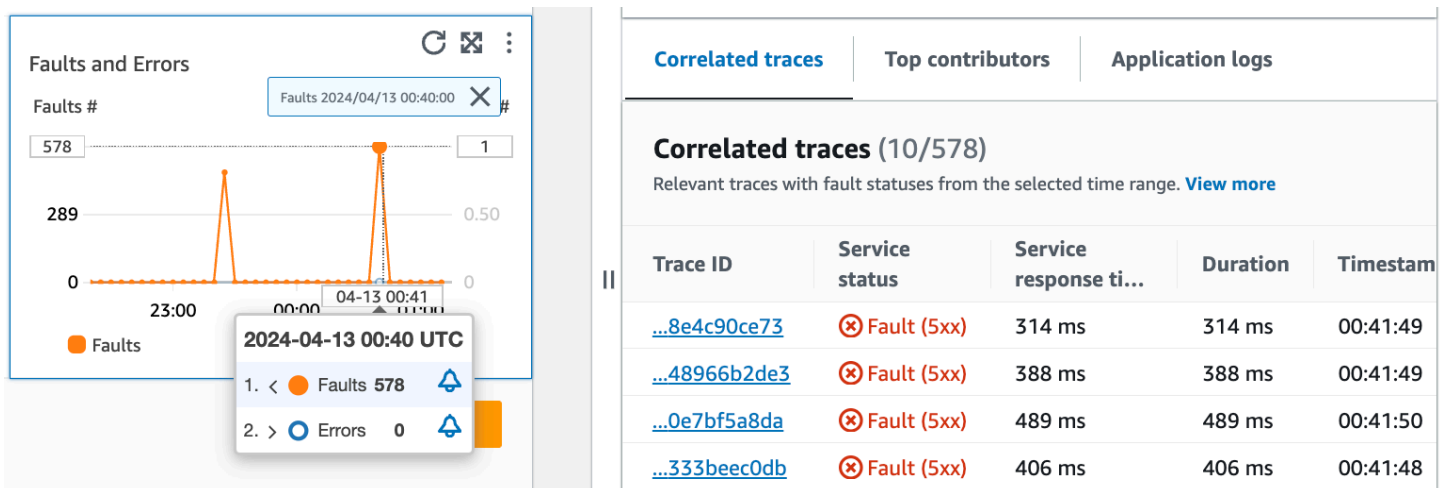 Faults and Errors
Faults #
Faults 2024/04/13 00:40:00
#
578
1
289
0.50
0
0
04-13 00:41
23:00
00:00
01:00
Faults
2024-04-13 00:40 UTC
1. < Faults 578
2. > Errors 0
Correlated traces
Top contributors
Application logs
Correlated traces (10/578)
Relevant traces with fault statuses from the selected time range. View more
Trace ID
Service status
Service response ti...
Duration
Timestam
...8e4c90ce73 Fault (5xx) 314 ms 314 ms 00:41:49
...48966b2de3 Fault (5xx) 388 ms 388 ms 00:41:49
...0e7bf5a8da Fault (5xx) 489 ms 489 ms 00:41:50
...333beec0db Fault (5xx) 406 ms 406 ms 00:41:48